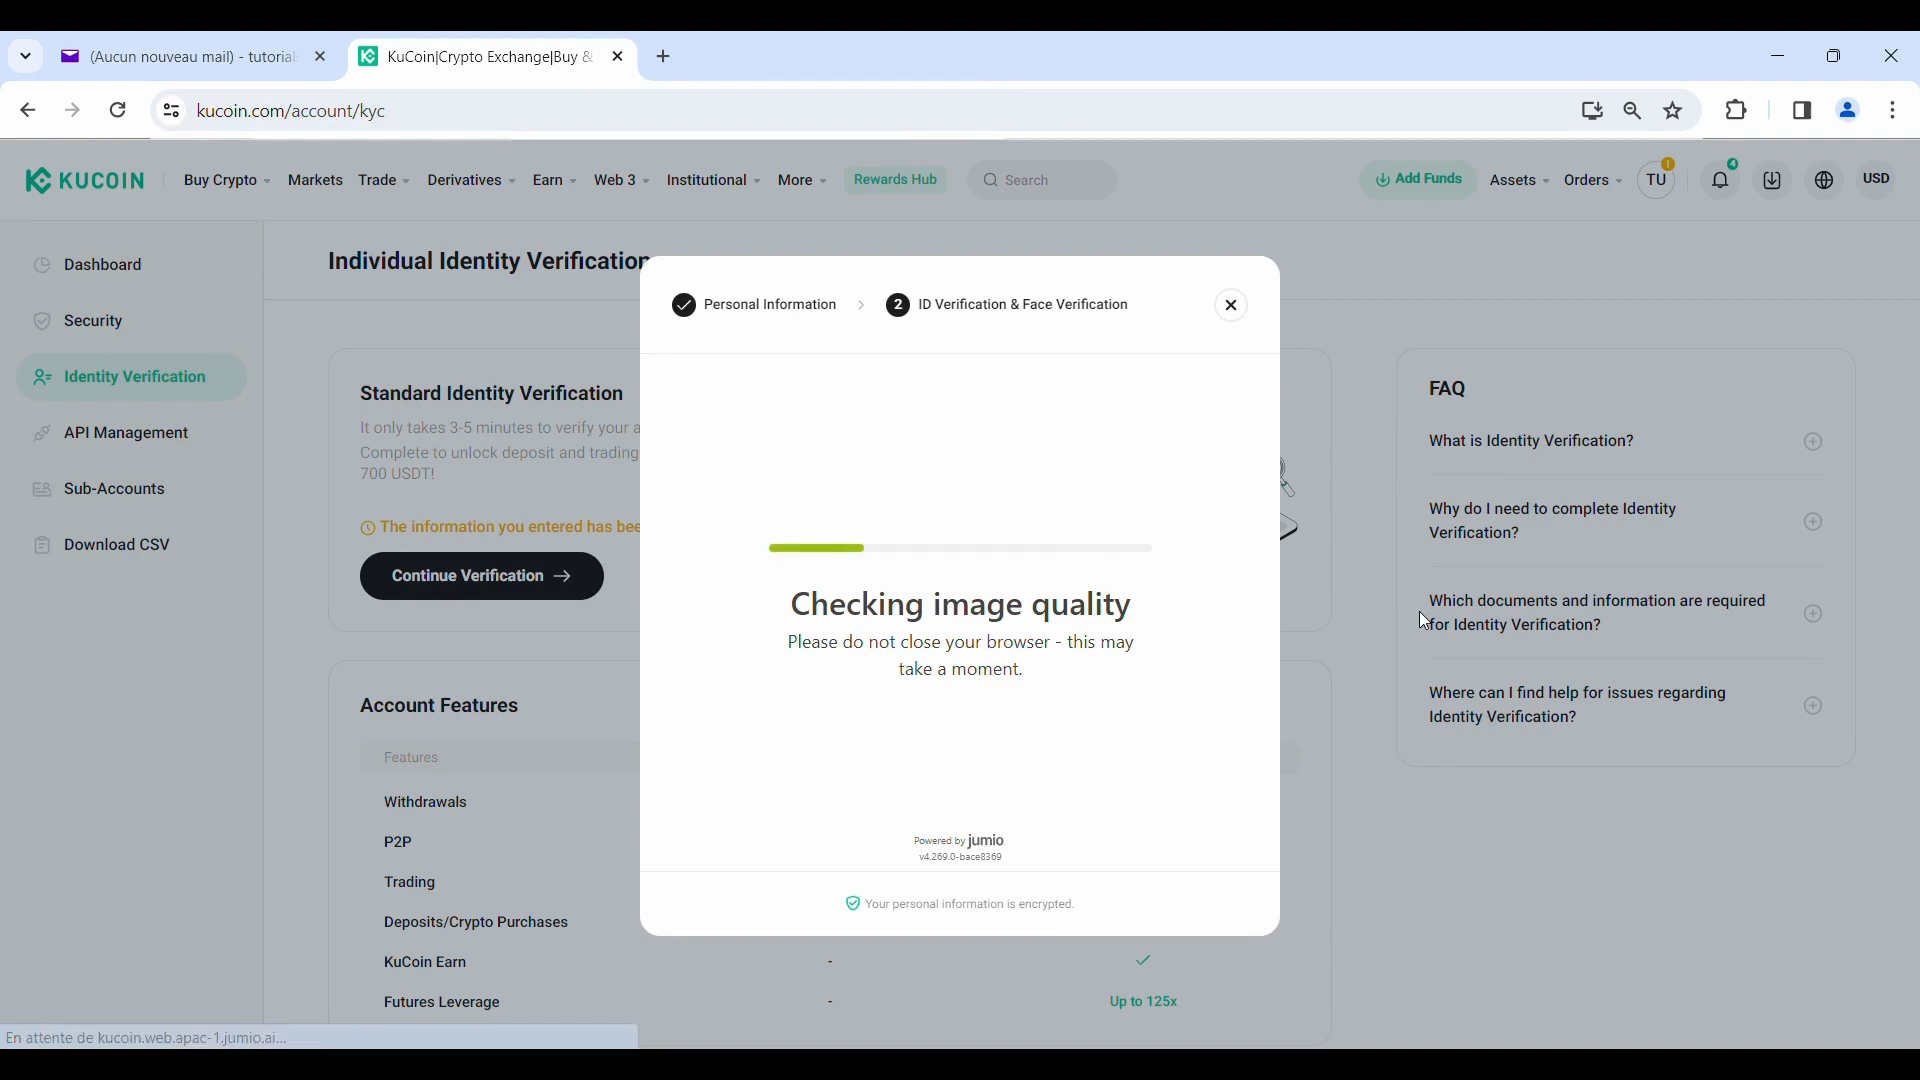 (Aucun nouveau mail) - tutorial
KuCoin|Crypto Exchange|Buy &
kucoin.com/account/kyc
KUCOIN
Buy Crypto
Markets
Trade
Derivatives
Earn
Web 3
Institutional
More
Rewards Hub
Search
Add Funds
Assets
Orders
TU
!
4
USD
Dashboard
Security
Identity Verification
API Management
Sub-Accounts
Download CSV
Individual Identity Verification
Standard Identity Verification
It only takes 3-5 minutes to verify your a
Complete to unlock deposit and trading
700 USDT!
The information you entered has bee
Continue Verification
Account Features
Features
Withdrawals
P2P
Trading
Deposits/Crypto Purchases
KuCoin Earn
-
Futures Leverage
-
Up to 125x
Personal Information
2 ID Verification & Face Verification
Checking image quality
Please do not close your browser - this may
take a moment.
Powered by jumio.
v4.269.0-bace8369
Your personal information is encrypted.
FAQ
What is Identity Verification?
Why do I need to complete Identity
Verification?
Which documents and information are required
for Identity Verification?
Where can I find help for issues regarding
Identity Verification?
En attente de kucoin.web.apac-1.jumio.ai...